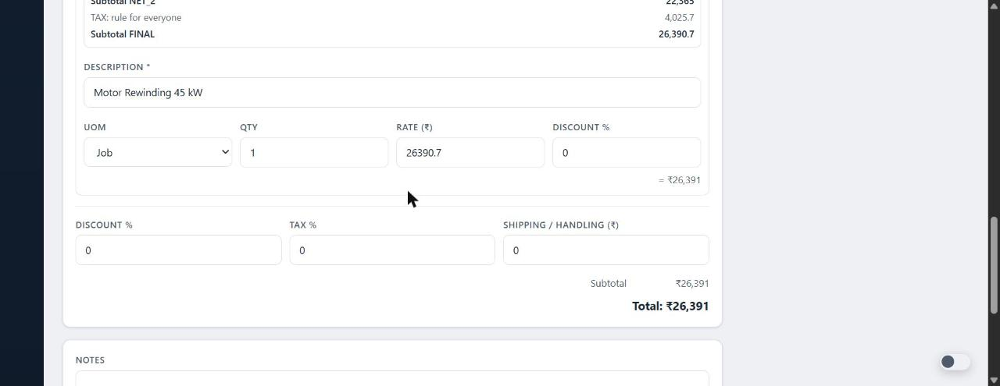 Subtotal NET_2 22,365
TAX: rule for everyone 4,025.7
Subtotal FINAL 26,390.7
DESCRIPTION *
Motor Rewinding 45 kW
UOM QTY RATE (₹) DISCOUNT %
Job 1 26390.7 0
= ₹26,391
DISCOUNT % TAX % SHIPPING / HANDLING (₹)
0 0 0
Subtotal ₹26,391
Total: ₹26,391
NOTES